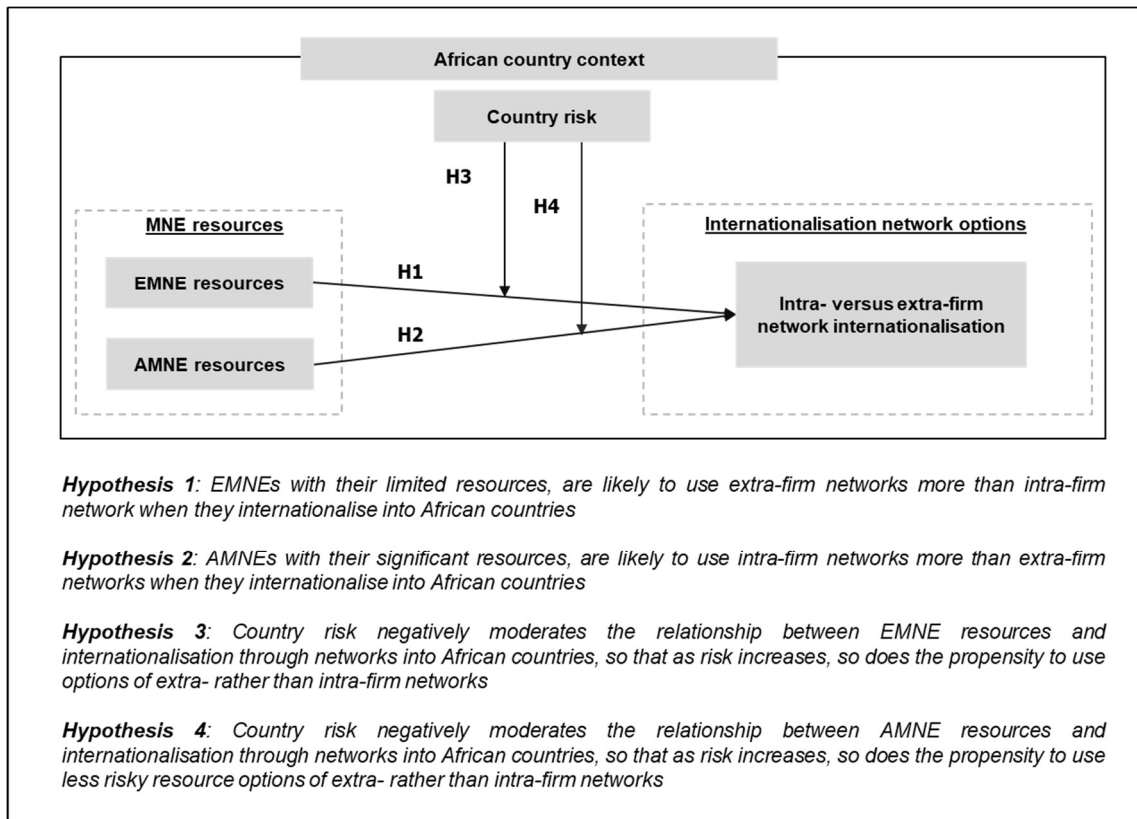 African country context
Country risk
H3
H4
MNE resources
Internationalisation network options
EMNE resources
H1
Intra- versus extra-firm
network internationalisation
H2
AMNE resources
Hypothesis 1: EMNEs with their limited resources, are likely to use extra-firm networks more than intra-firm
network when they internationalise into African countries
Hypothesis 2: AMNEs with their significant resources, are likely to use intra-firm networks more than extra-firm
networks when they internationalise into African countries
Hypothesis 3: Country risk negatively moderates the relationship between EMNE resources and
internationalisation through networks into African countries, so that as risk increases, so does the propensity to use
options of extra- rather than intra-firm networks
Hypothesis 4: Country risk negatively moderates the relationship between AMNE resources and
internationalisation through networks into African countries, so that as risk increases, so does the propensity to use
less risky resource options of extra- rather than intra-firm networks